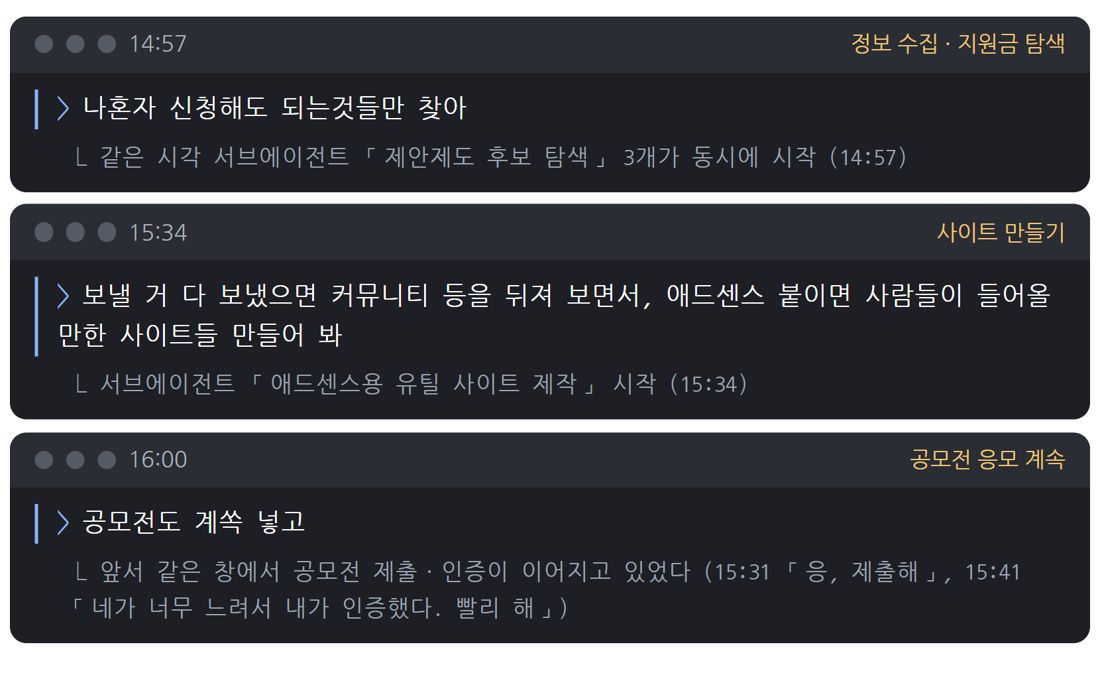 14:57 정보 수집 · 지원금 탐색
> 나혼자 신청해도 되는것들만 찾아
└ 같은 시각 서브에이전트 「제안제도 후보 탐색」 3개가 동시에 시작 (14:57)
15:34 사이트 만들기
> 보낼 거 다 보냈으면 커뮤니티 등을 뒤져 보면서, 애드센스 붙이면 사람들이 들어올
만한 사이트들 만들어 봐
└ 서브에이전트 「애드센스용 유틸 사이트 제작」 시작 (15:34)
16:00 공모전 응모 계속
> 공모전도 계쏙 넣고
└ 앞서 같은 창에서 공모전 제출·인증이 이어지고 있었다 (15:31 「응, 제출해」, 15:41
「네가 너무 느려서 내가 인증했다. 빨리 해」)